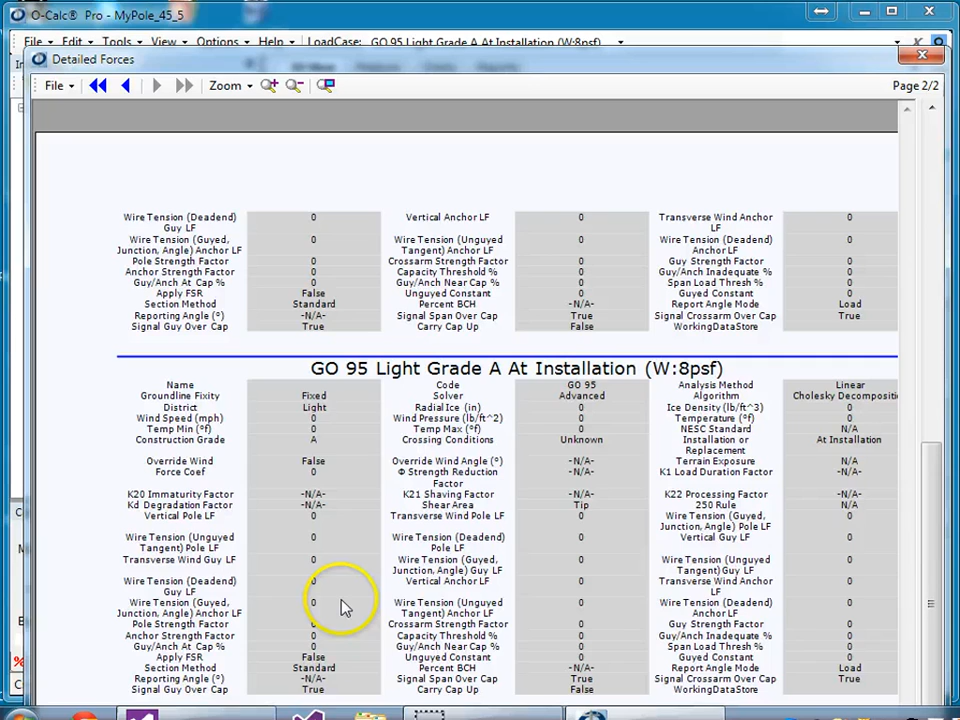 O-Calc® Pro - MyPole_45_5
File Edit Tools View Options Help LoadCase: GO 95 Light Grade A At Installation (W:8psf)
Detailed Forces
File Zoom Page 2/2
Wire Tension (Deadend) Guy LF 0 Vertical Anchor LF 0 Transverse Wind Anchor LF 0
Wire Tension (Guyed, Junction, Angle) Anchor LF 0 Wire Tension (Unguyed Tangent) Anchor LF 0 Wire Tension (Deadend) Anchor LF 0
Pole Strength Factor 0 Crossarm Strength Factor 0 Guy Strength Factor 0
Anchor Strength Factor 0 Capacity Threshold % 0 Guy/Anch Inadequate % 0
Guy/Anch At Cap % 0 Guy/Anch Near Cap % 0 Span Load Thresh % 0
Apply FSR False Unguyed Constant 0 Guyed Constant 0
Section Method Standard Percent BCH -N/A- Report Angle Mode Load
Reporting Angle (º) -N/A- Signal Span Over Cap True Signal Crossarm Over Cap True
Signal Guy Over Cap True Carry Cap Up False WorkingDataStore
GO 95 Light Grade A At Installation (W:8psf)
Name Code GO 95 Analysis Method Linear
Groundline Fixity Fixed Solver Advanced Algorithm Cholesky Decompositi
District Light Radial Ice (in) 0 Ice Density (lb/ft^3) 0
Wind Speed (mph) 0 Wind Pressure (lb/ft^2) 0 Temperature (º) 0
Temp Min (º) 0 Temp Max (º) 0 NESC Standard N/A
Construction Grade A Crossing Conditions Unknown Installation or Replacement At Installation
Override Wind False Override Wind Angle (º) -N/A- Terrain Exposure N/A
Force Coef 0 Φ Strength Reduction Factor -N/A- K1 Load Duration Factor -N/A-
K20 Immaturity Factor -N/A- K21 Shaving Factor -N/A- K22 Processing Factor -N/A-
Kd Degradation Factor -N/A- Shear Area Tip 250 Rule N/A
Vertical Pole LF 0 Transverse Wind Pole LF 0 Wire Tension (Guyed, Junction, Angle) Pole LF 0
Wire Tension (Unguyed Tangent) Pole LF 0 Wire Tension (Deadend) Pole LF 0 Vertical Guy LF 0
Transverse Wind Guy LF 0 Wire Tension (Guyed, Junction, Angle) Guy LF 0 Wire Tension (Unguyed Tangent)Guy LF 0
Wire Tension (Deadend) Guy LF 0 Vertical Anchor LF 0 Transverse Wind Anchor LF 0
Wire Tension (Guyed, Junction, Angle) Anchor LF 0 Wire Tension (Unguyed Tangent) Anchor LF 0 Wire Tension (Deadend) Anchor LF 0
Pole Strength Factor 0 Crossarm Strength Factor 0 Guy Strength Factor 0
Anchor Strength Factor 0 Capacity Threshold % 0 Guy/Anch Inadequate % 0
Guy/Anch At Cap % 0 Guy/Anch Near Cap % 0 Span Load Thresh % 0
Apply FSR False Unguyed Constant 0 Guyed Constant 0
Section Method Standard Percent BCH -N/A- Report Angle Mode Load
Reporting Angle (º) -N/A- Signal Span Over Cap True Signal Crossarm Over Cap True
Signal Guy Over Cap True Carry Cap Up False WorkingDataStore